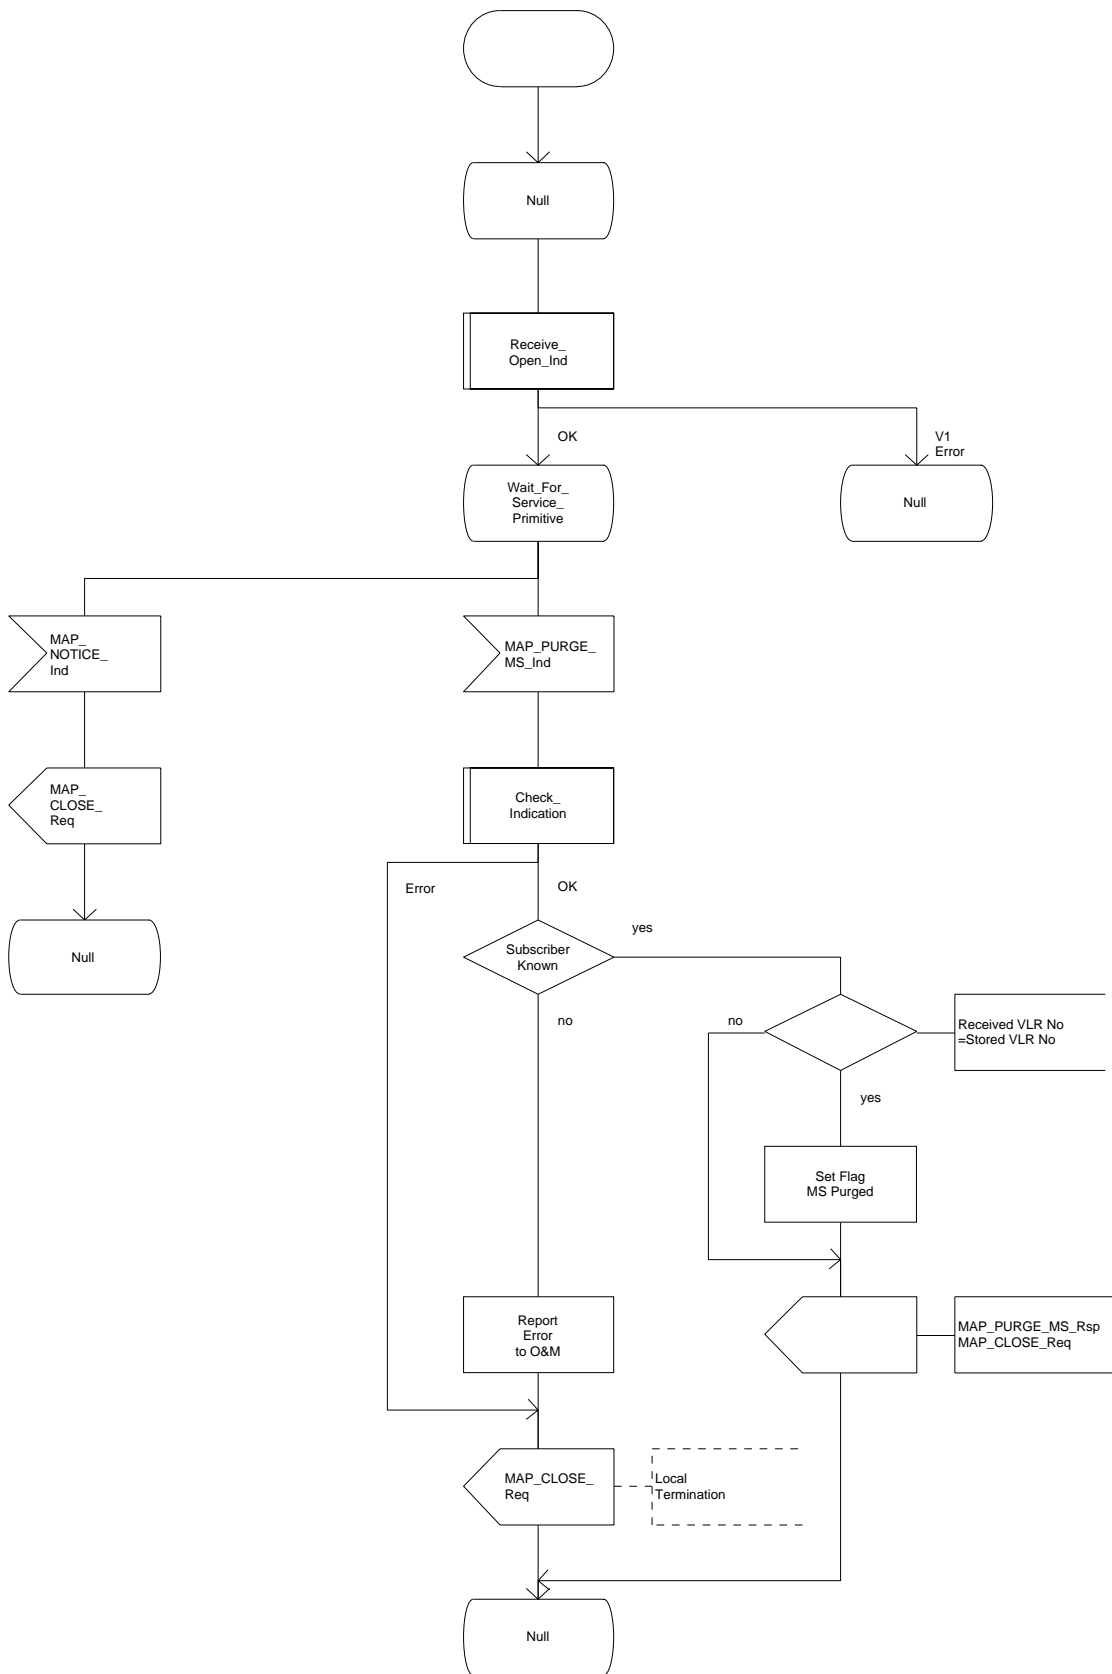 Null
Receive_
Open_Ind
OK
V1
Error
Wait_For_
Service_
Primitive
Null
MAP_
NOTICE_
Ind
MAP_PURGE_
MS_Ind
MAP_
CLOSE_
Req
Check_
Indication
Error
OK
Null
Subscriber
Known
yes
no
no
Received VLR No
=Stored VLR No
yes
Set Flag
MS Purged
Report
Error
to O&M
MAP_PURGE_MS_Rsp
MAP_CLOSE_Req
MAP_CLOSE_
Req
Local
Termination
Null